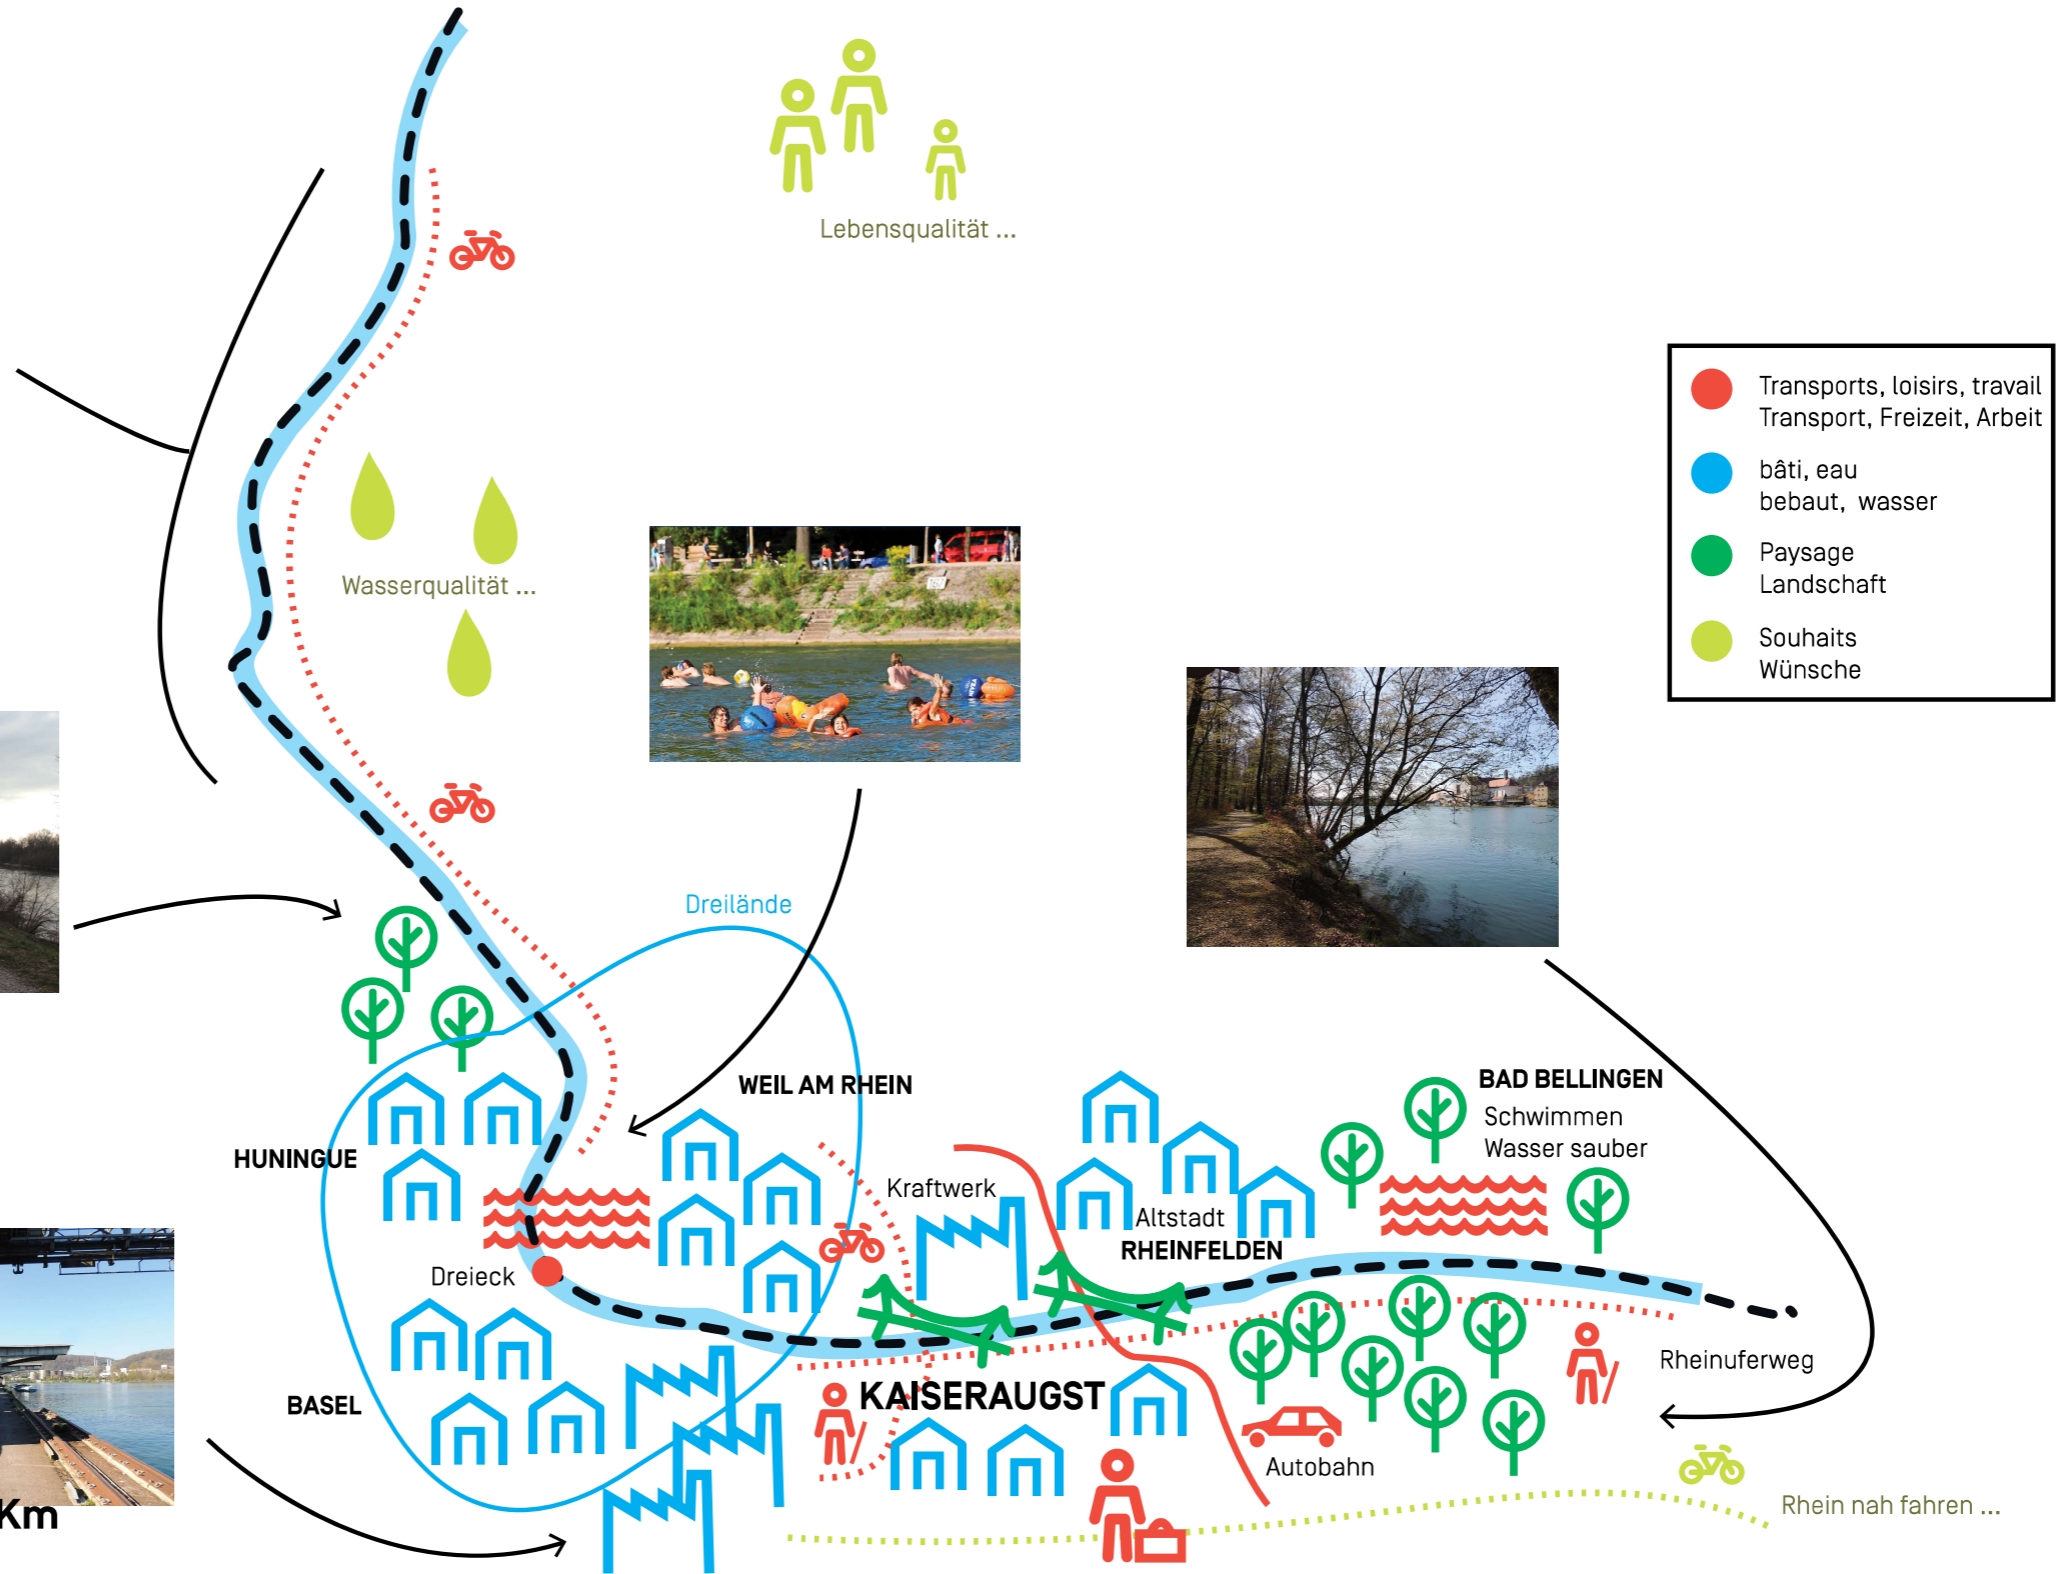 Lebensqualität ...
Transports, loisirs, travail
Transport, Freizeit, Arbeit
bâti, eau
bebaut, wasser
Paysage
Landschaft
Souhaits
Wünsche
Wasserqualität ...
Dreilände
WEIL AM RHEIN
BAD BELLINGEN
Schwimmen
Wasser sauber
HUNINGUE
Kraftwerk
Altstadt
RHEINFELDEN
Dreieck
Rheinuferweg
KAISERAUGST
BASEL
Autobahn
Rhein nah fahren ...
Km